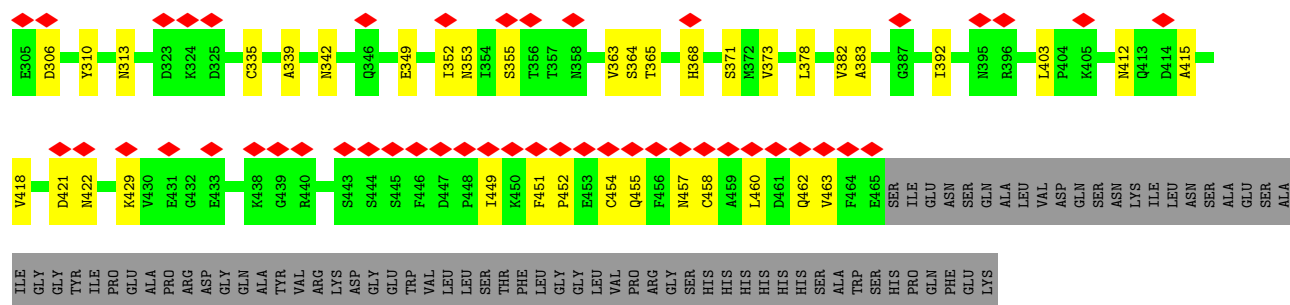 E305 D306 Y310 N313 D323 K324 D325 C335 A339 N342 Q346 E349 I352 N353 I354 S355 T356 T357 N358 V363 S364 T365 H368 S371 M372 V373 L378 V382 A383 G387 I392 N395 R396 L403 P404 K405 N412 Q413 D414 A415
V418 D421 N422 K429 V430 E431 G432 E433 K438 G439 R440 S443 S444 S445 F446 D447 P448 I449 K450 F451 P452 E453 C454 Q455 F456 N457 C458 A459 L460 D461 Q462 V463 F464 E465 SER ILE GLU ASN SER GLN ALA LEU VAL ASP GLN SER ASN LYS ILE LEU ASN SER ALA GLU SER ALA
ILE GLY GLY TYR ILE PRO GLU ALA PRO ARG ASP GLY GLN ALA TYR VAL ARG LYS ASP GLY GLU TRP VAL LEU LEU SER THR PHE LEU GLY GLY LEU VAL PRO ARG GLY SER HIS HIS HIS HIS HIS HIS SER ALA TRP SER HIS PRO GLN PHE GLU LYS